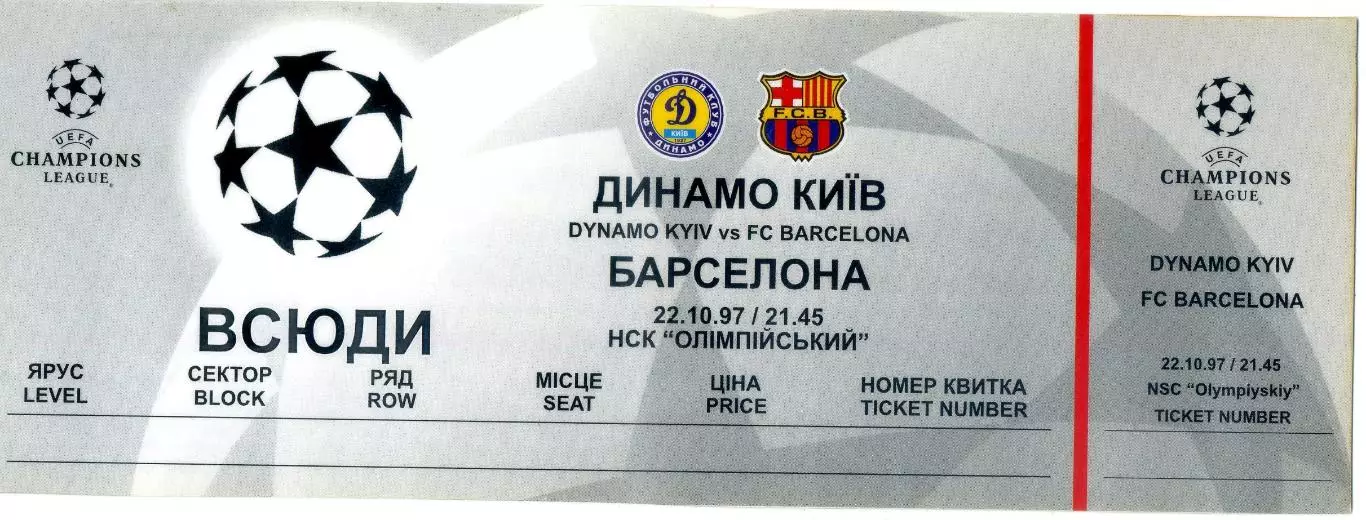 UEFA
CHAMPIONS
LEAGUE®
ФУТБОЛЬНИЙ КЛУБ
ДИНАМО
КИЇВ
1927
F.C.B.
ДИНАМО КИЇВ
DYNAMO KYIV vs FC BARCELONA
БАРСЕЛОНА
22.10.97 / 21.45
НСК “ОЛІМПІЙСЬКИЙ”
ВСЮДИ
ЯРУС
LEVEL
СЕКТОР
BLOCK
РЯД
ROW
МІСЦЕ
SEAT
ЦІНА
PRICE
НОМЕР КВИТКА
TICKET NUMBER
UEFA
CHAMPIONS
LEAGUE®
DYNAMO KYIV
FC BARCELONA
22.10.97 / 21.45
NSC “Olympiyskiy”
TICKET NUMBER